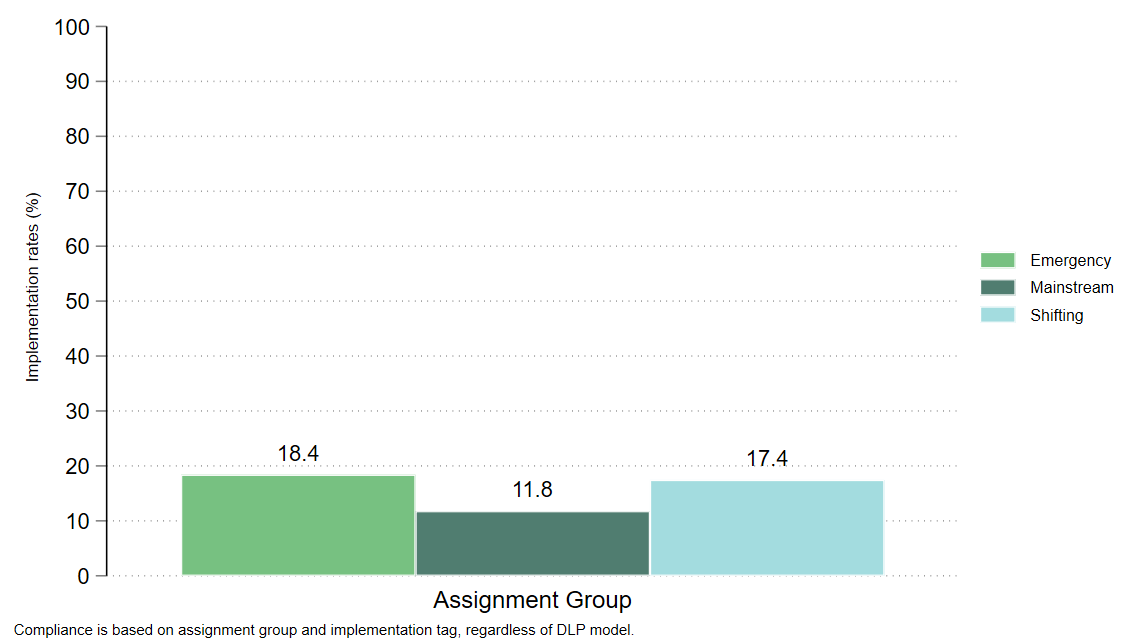 100
90
80
70
60
50
40
30
20
10
0
Implementation rates (%)
18.4
11.8
17.4
Assignment Group
Emergency
Mainstream
Shifting
Compliance is based on assignment group and implementation tag, regardless of DLP model.